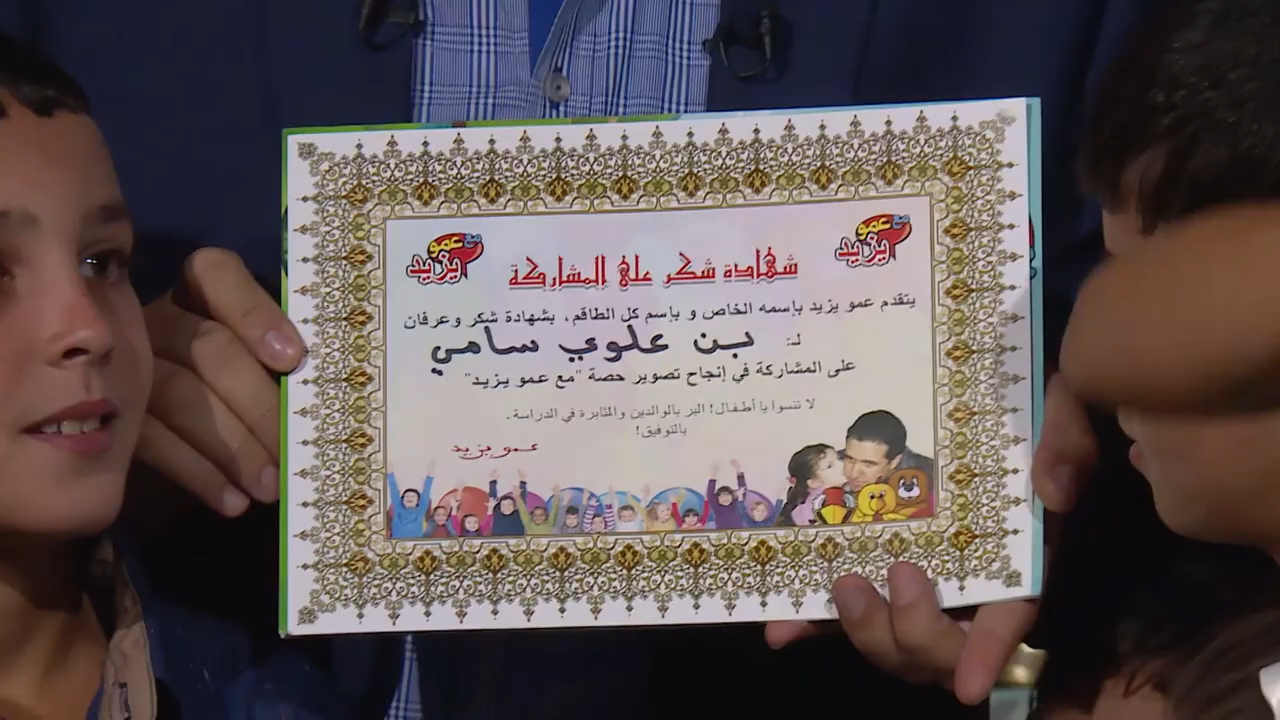 مع عمو يزيد
مع عمو يزيد
شهادة شكر على المشاركة
يتقدم عمو يزيد بإسمه الخاص و بإسم كل الطاقم، بشهادة شكر وعرفان
لـ: بن علوي سامي
على المشاركة في إنجاح تصوير حصة "مع عمو يزيد"
لا تنسوا يا أطفال! البر بالوالدين والمثابرة في الدراسة.
بالتوفيق!
عمو يزيد